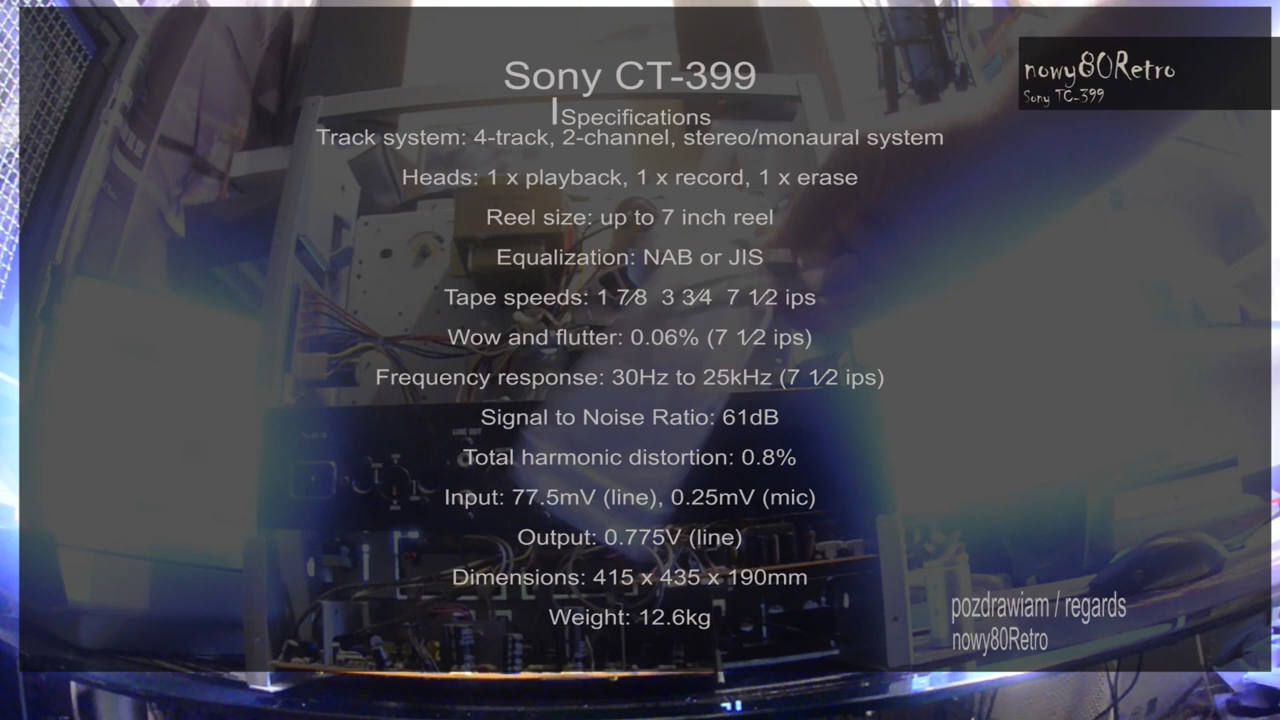 Sony CT-399
Specifications
Track system: 4-track, 2-channel, stereo/monaural system
Heads: 1 x playback, 1 x record, 1 x erase
Reel size: up to 7 inch reel
Equalization: NAB or JIS
Tape speeds: 1 7/8 3 3/4 7 1/2 ips
Wow and flutter: 0.06% (7 1/2 ips)
Frequency response: 30Hz to 25kHz (7 1/2 ips)
Signal to Noise Ratio: 61dB
Total harmonic distortion: 0.8%
Input: 77.5mV (line), 0.25mV (mic)
Output: 0.775V (line)
Dimensions: 415 x 435 x 190mm
Weight: 12.6kg
nowy80Retro
Sony TC-399
pozdrawiam / regards
nowy80Retro